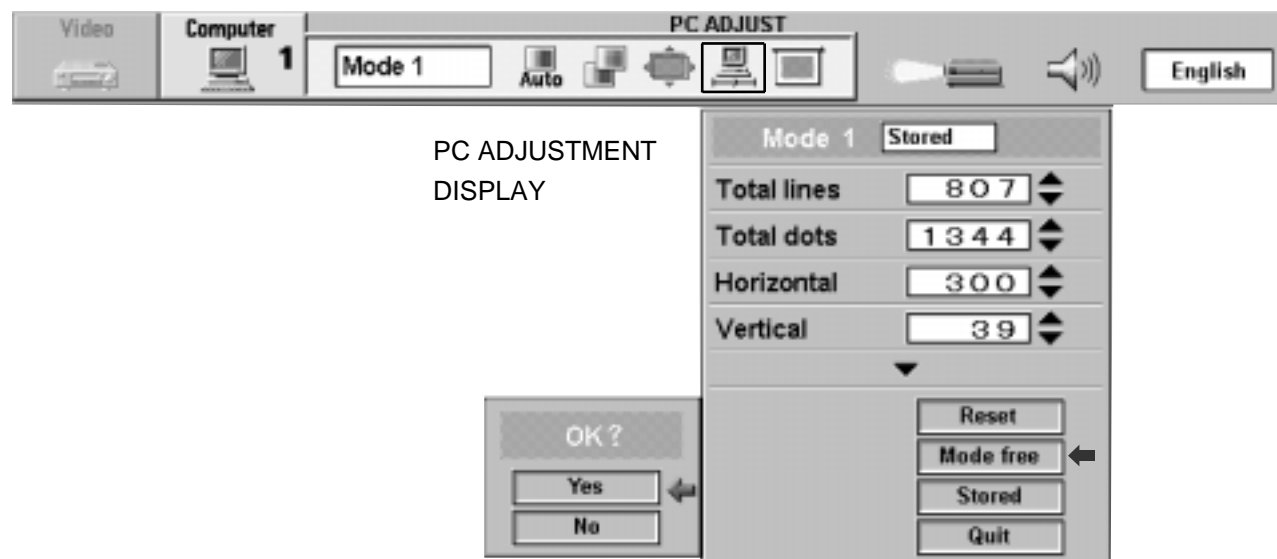 Video
Computer
1
PC ADJUST
Mode 1
Auto
English
PC ADJUSTMENT
DISPLAY
Mode 1 Stored
Total lines 807
Total dots 1344
Horizontal 300
Vertical 39
Reset
Mode free
Stored
Quit
OK?
Yes
No